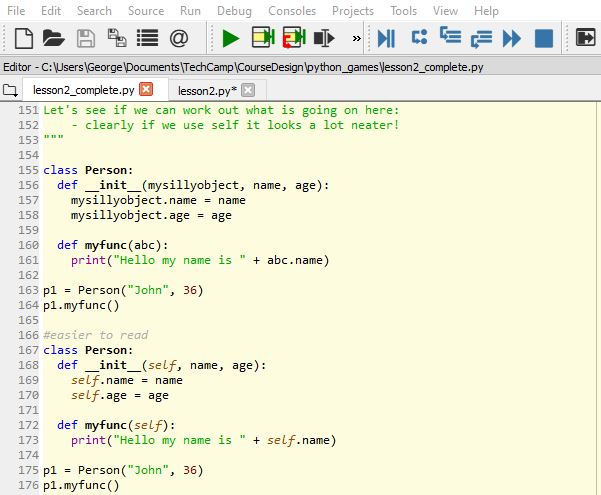 File Edit Search Source Run Debug Consoles Projects Tools View Help
@ »
Editor - C:\Users\George\Documents\TechCamp\CourseDesign\python_games\lesson2_complete.py
lesson2_complete.py lesson2.py*
151 Let's see if we can work out what is going on here:
152     - clearly if we use self it looks a lot neater!
153 """
154
155 class Person:
156   def __init__(mysillyobject, name, age):
157     mysillyobject.name = name
158     mysillyobject.age = age
159
160   def myfunc(abc):
161     print("Hello my name is " + abc.name)
162
163 p1 = Person("John", 36)
164 p1.myfunc()
165
166 #easier to read
167 class Person:
168   def __init__(self, name, age):
169     self.name = name
170     self.age = age
171
172   def myfunc(self):
173     print("Hello my name is " + self.name)
174
175 p1 = Person("John", 36)
176 p1.myfunc()